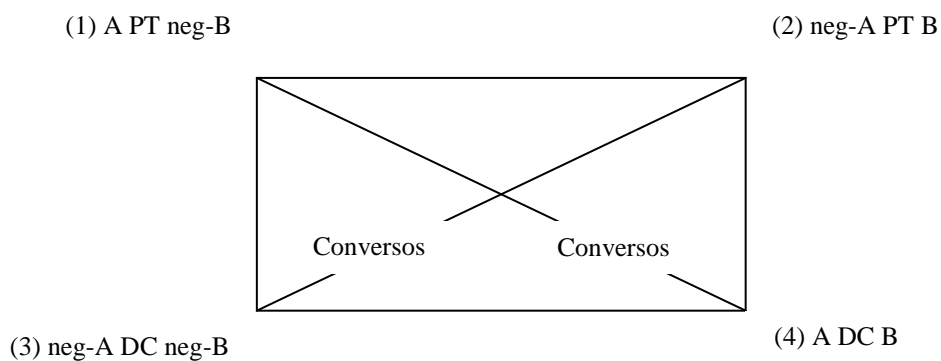 (1) A PT neg-B
(2) neg-A PT B
Conversos
Conversos
(3) neg-A DC neg-B
(4) A DC B